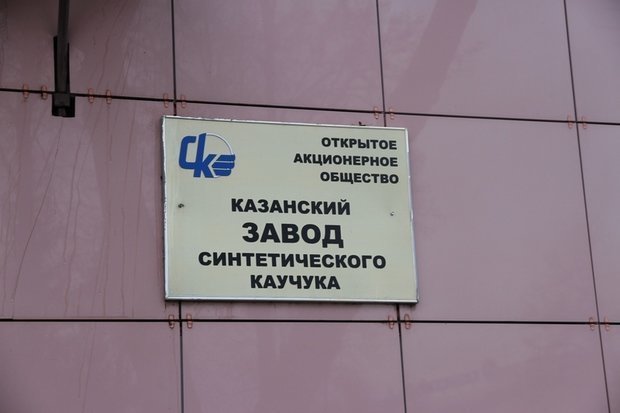 СК
ОТКРЫТОЕ
АКЦИОНЕРНОЕ
ОБЩЕСТВО
КАЗАНСКИЙ
ЗАВОД
СИНТЕТИЧЕСКОГО
КАУЧУКА